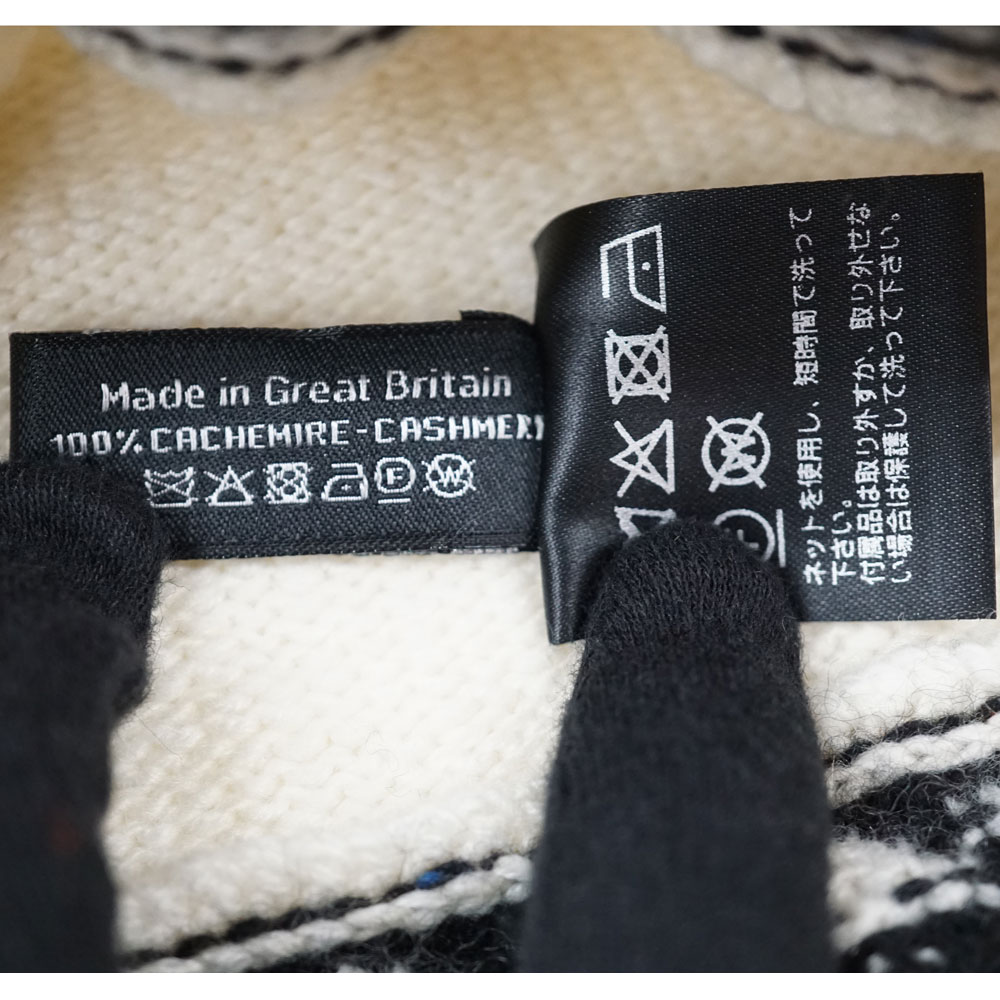 Made in Great Britain
100%CACHEMIRE-CASHMERE
F W
ネットを使用し、短時間で洗って
下さい。
付属品は取り外すか、取り外せな
い場合は保護して洗って下さい。
W